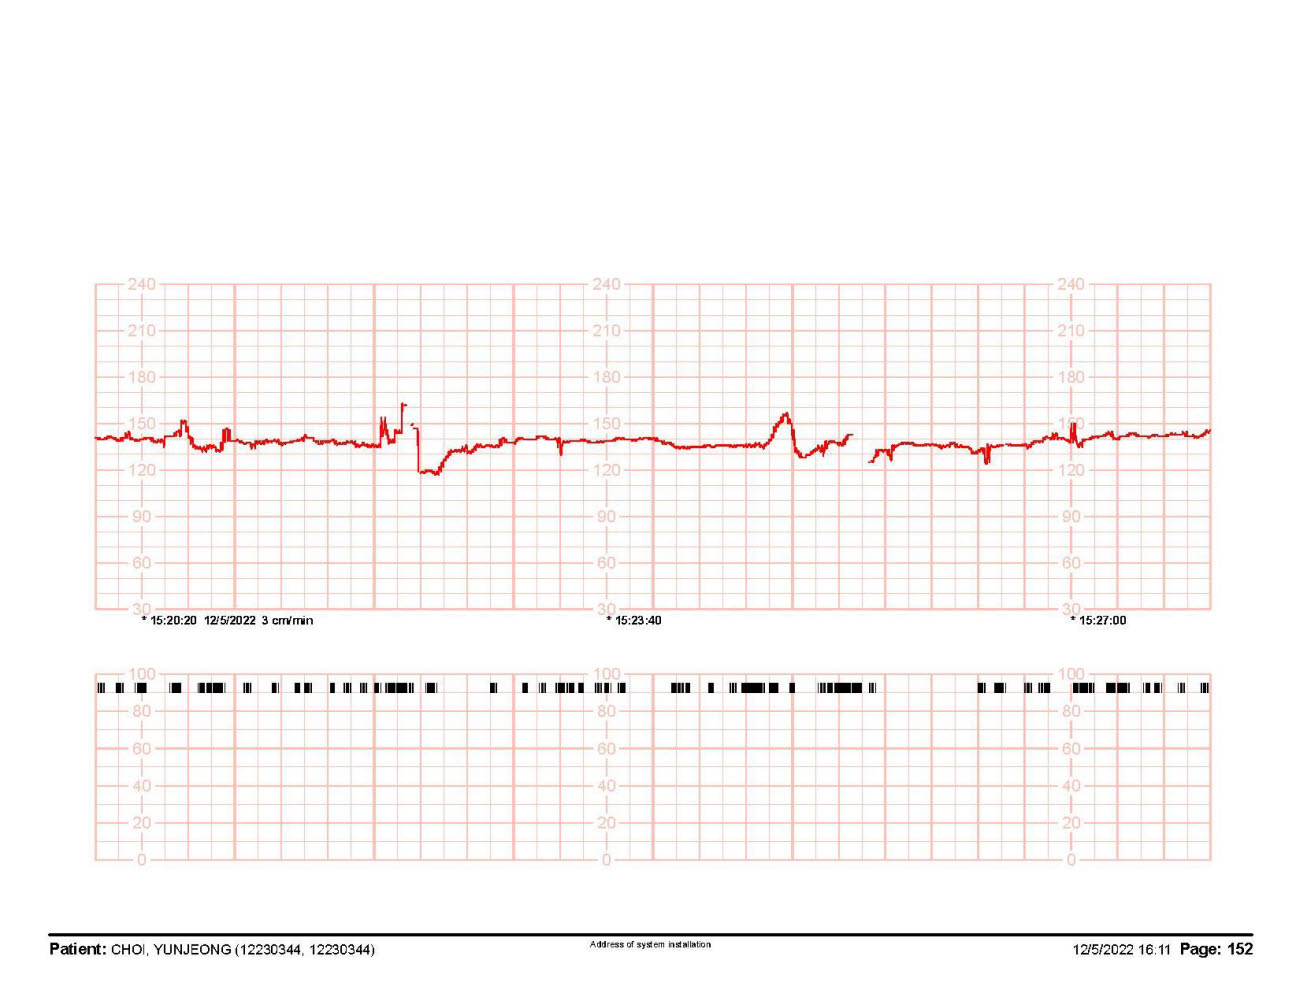 240 240 240
210 210 210
180 180 180
150 150 150
120 120 120
90 90 90
60 60 60
30 30 30
* 15:20:20 12/5/2022 3 cm/min * 15:23:40 * 15:27:00
100 100 100
80 80 80
60 60 60
40 40 40
20 20 20
0 0 0
Patient: CHOI, YUNJEONG (12230344, 12230344) Address of system installation 12/5/2022 16:11 Page: 152